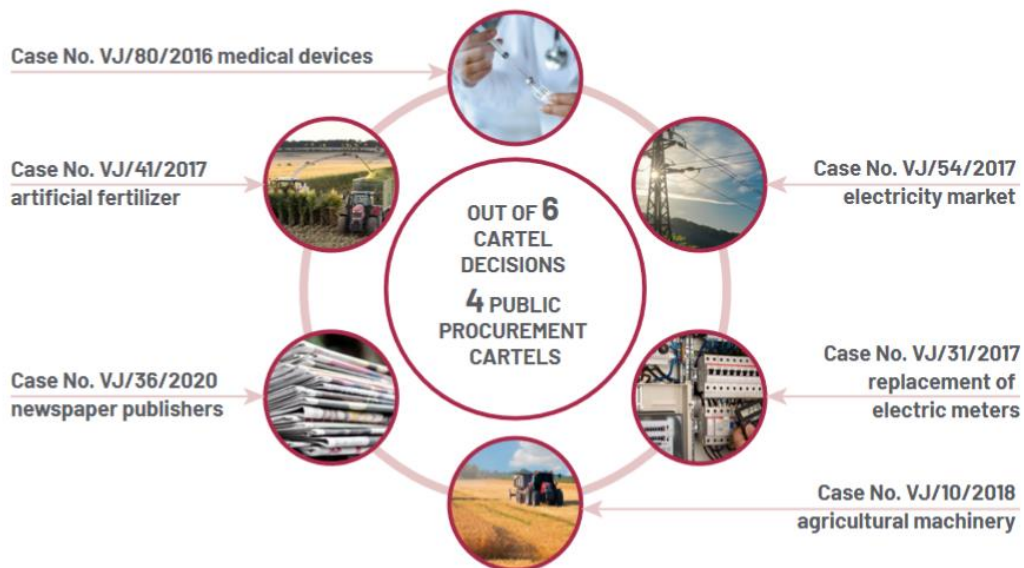 Case No. VJ/80/2016 medical devices
Case No. VJ/41/2017
artificial fertilizer
Case No. VJ/54/2017
electricity market
OUT OF 6
CARTEL
DECISIONS
4 PUBLIC
PROCUREMENT
CARTELS
Case No. VJ/36/2020
newspaper publishers
Case No. VJ/31/2017
replacement of
electric meters
Case No. VJ/10/2018
agricultural machinery